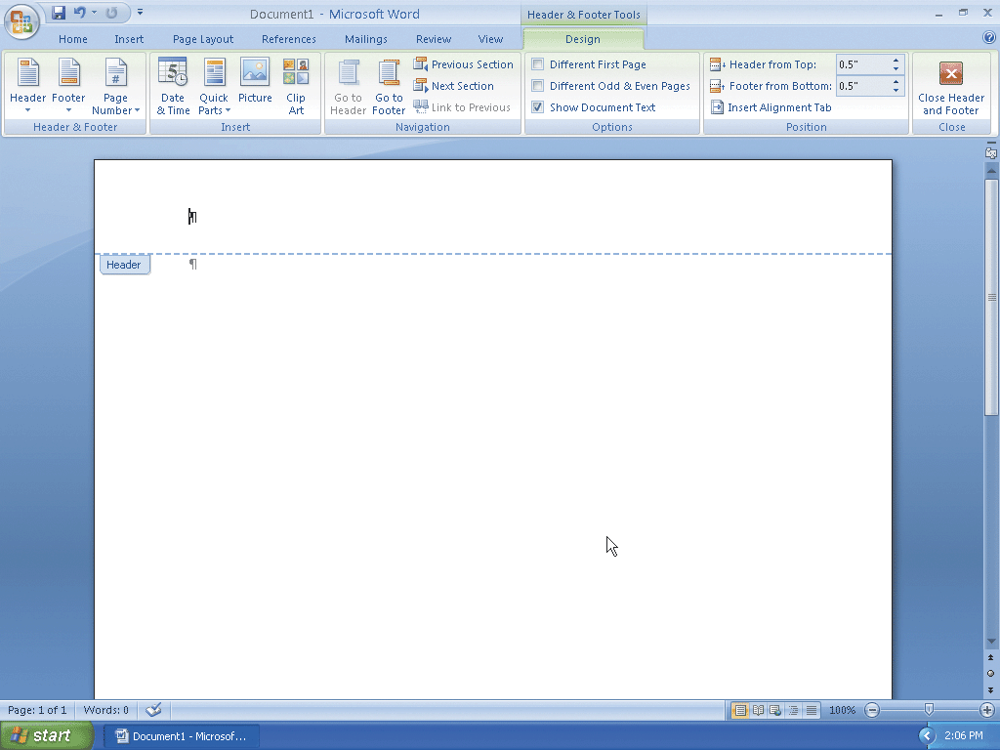 Document1 - Microsoft Word
Header & Footer Tools
Home Insert Page Layout References Mailings Review View Design
Header
Footer
Page
Number
Header & Footer
Date
& Time
Quick
Parts
Picture
Clip
Art
Insert
Go to
Header
Go to
Footer
Previous Section
Next Section
Link to Previous
Navigation
Different First Page
Different Odd & Even Pages
Show Document Text
Options
Header from Top: 0.5"
Footer from Bottom: 0.5"
Insert Alignment Tab
Position
Close Header
and Footer
Close
¶
Header ¶
Page: 1 of 1 Words: 0 100%
start Document1 - Microsof... 2:06 PM